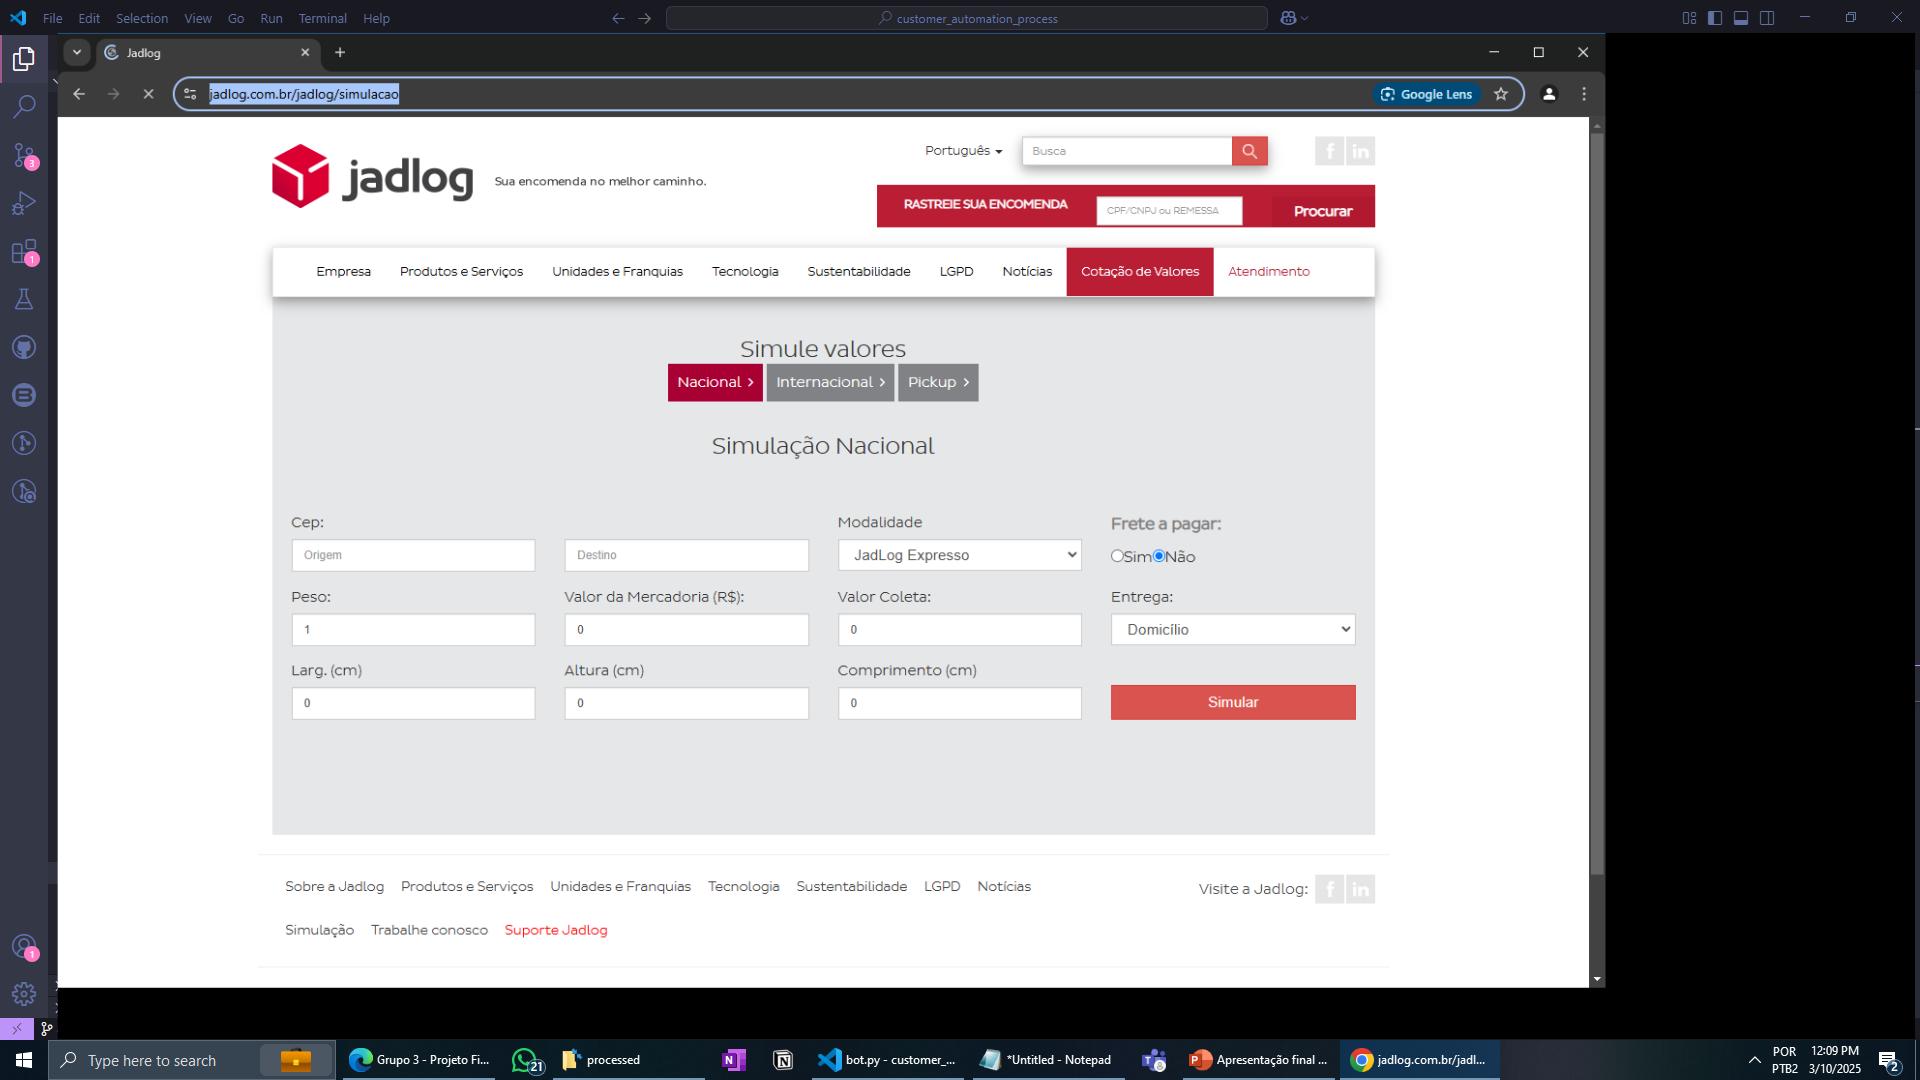 File Edit Selection View Go Run Terminal Help
customer_automation_process
Jadlog
jadlog.com.br/jadlog/simulacao
Google Lens
3
1
1
jadlog
Sua encomenda no melhor caminho.
Português
Busca
RASTREIE SUA ENCOMENDA
CPF/CNPJ ou REMESSA
Procurar
Empresa Produtos e Serviços Unidades e Franquias Tecnologia Sustentabilidade LGPD Notícias Cotação de Valores Atendimento
Simule valores
Nacional Internacional Pickup
Simulação Nacional
Cep: Modalidade Frete a pagar:
Origem Destino JadLog Expresso Sim Não
Peso: Valor da Mercadoria (R$): Valor Coleta: Entrega:
1 0 0 Domicílio
Larg. (cm) Altura (cm) Comprimento (cm)
0 0 0 Simular
Sobre a Jadlog Produtos e Serviços Unidades e Franquias Tecnologia Sustentabilidade LGPD Notícias
Visite a Jadlog:
Simulação Trabalhe conosco Suporte Jadlog
Type here to search
Grupo 3 - Projeto Fi...
21
processed
bot.py - customer_...
*Untitled - Notepad
Apresentação final ...
jadlog.com.br/jadl...
POR
PTB2
12:09 PM
3/10/2025
2